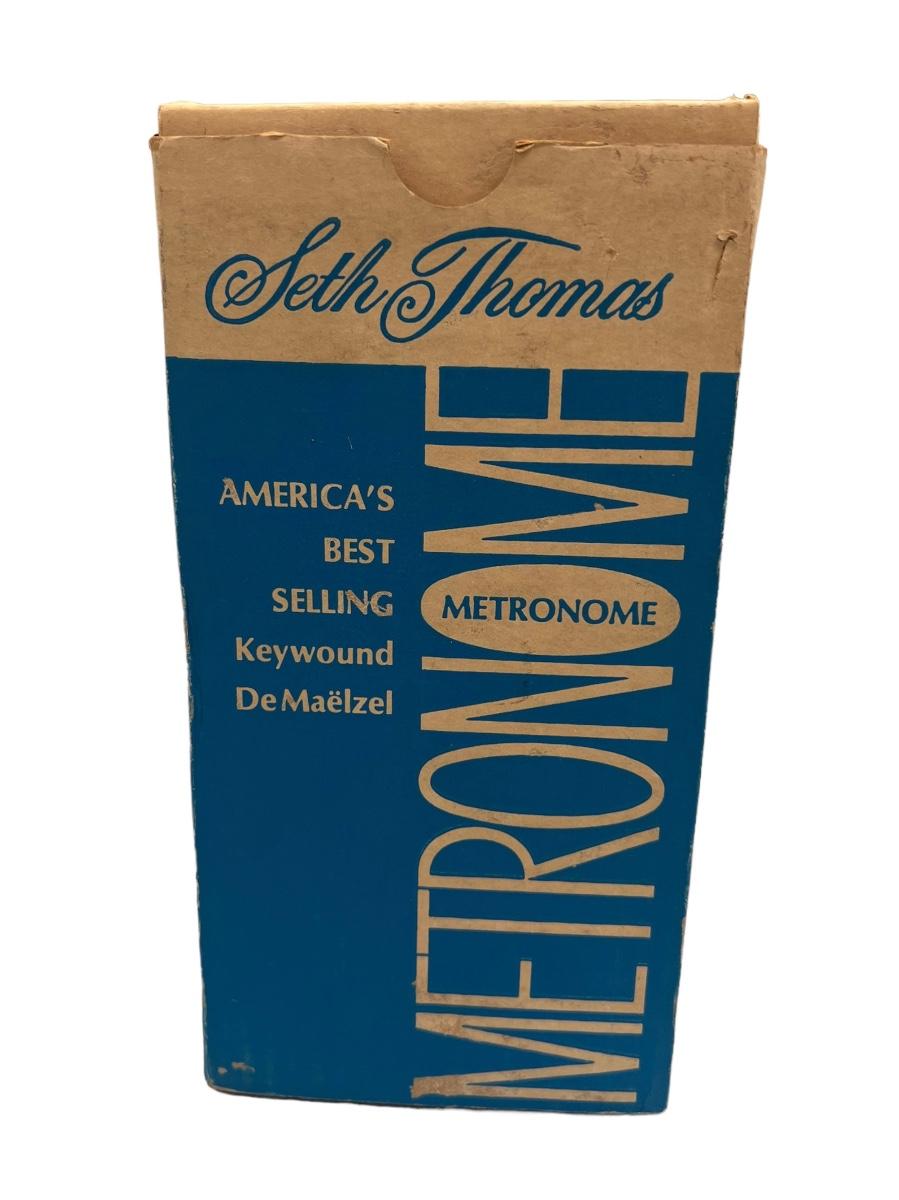 Seth Thomas
AMERICA'S
BEST
SELLING
Keywound
De Maëlzel
METRONOME
METRONOME